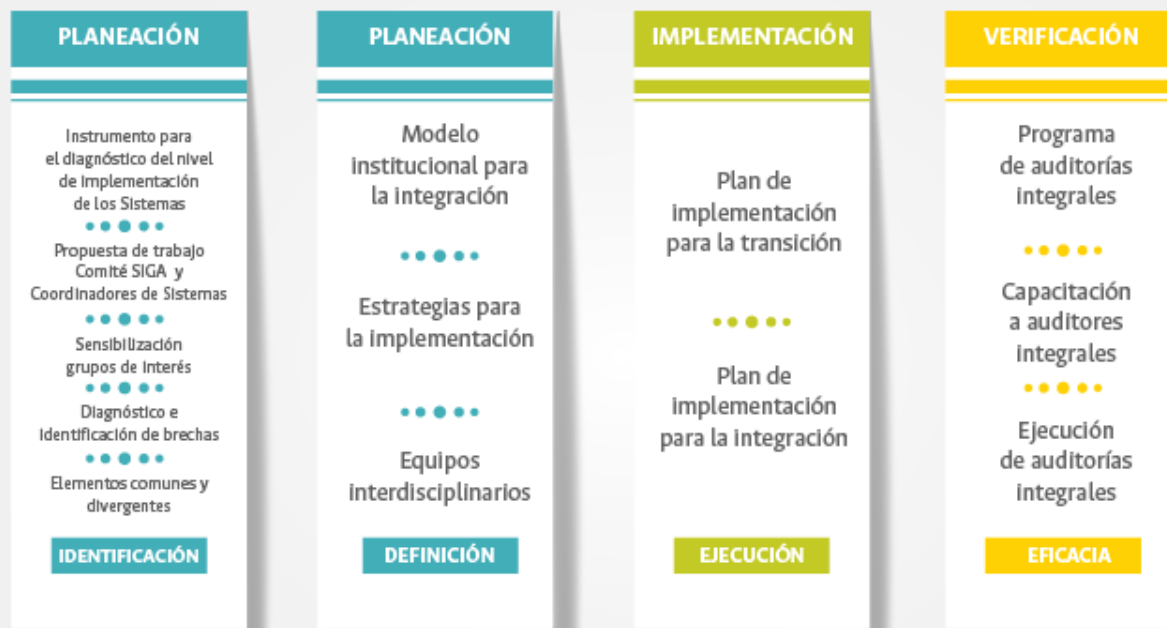 PLANEACIÓN
Instrumento para
el diagnóstico del nivel
de implementación
de los Sistemas
Propuesta de trabajo
Comité SIGA y
Coordinadores de Sistemas
Sensibilización
grupos de interés
Diagnóstico e
identificación de brechas
Elementos comunes y
divergentes
IDENTIFICACIÓN
PLANEACIÓN
Modelo
institucional para
la integración
Estrategias para
la implementación
Equipos
interdisciplinarios
DEFINICIÓN
IMPLEMENTACIÓN
Plan de
implementación
para la transición
Plan de
implementación
para la integración
EJECUCIÓN
VERIFICACIÓN
Programa
de auditorías
integrales
Capacitación
a auditores
integrales
Ejecución
de auditorías
integrales
EFICACIA